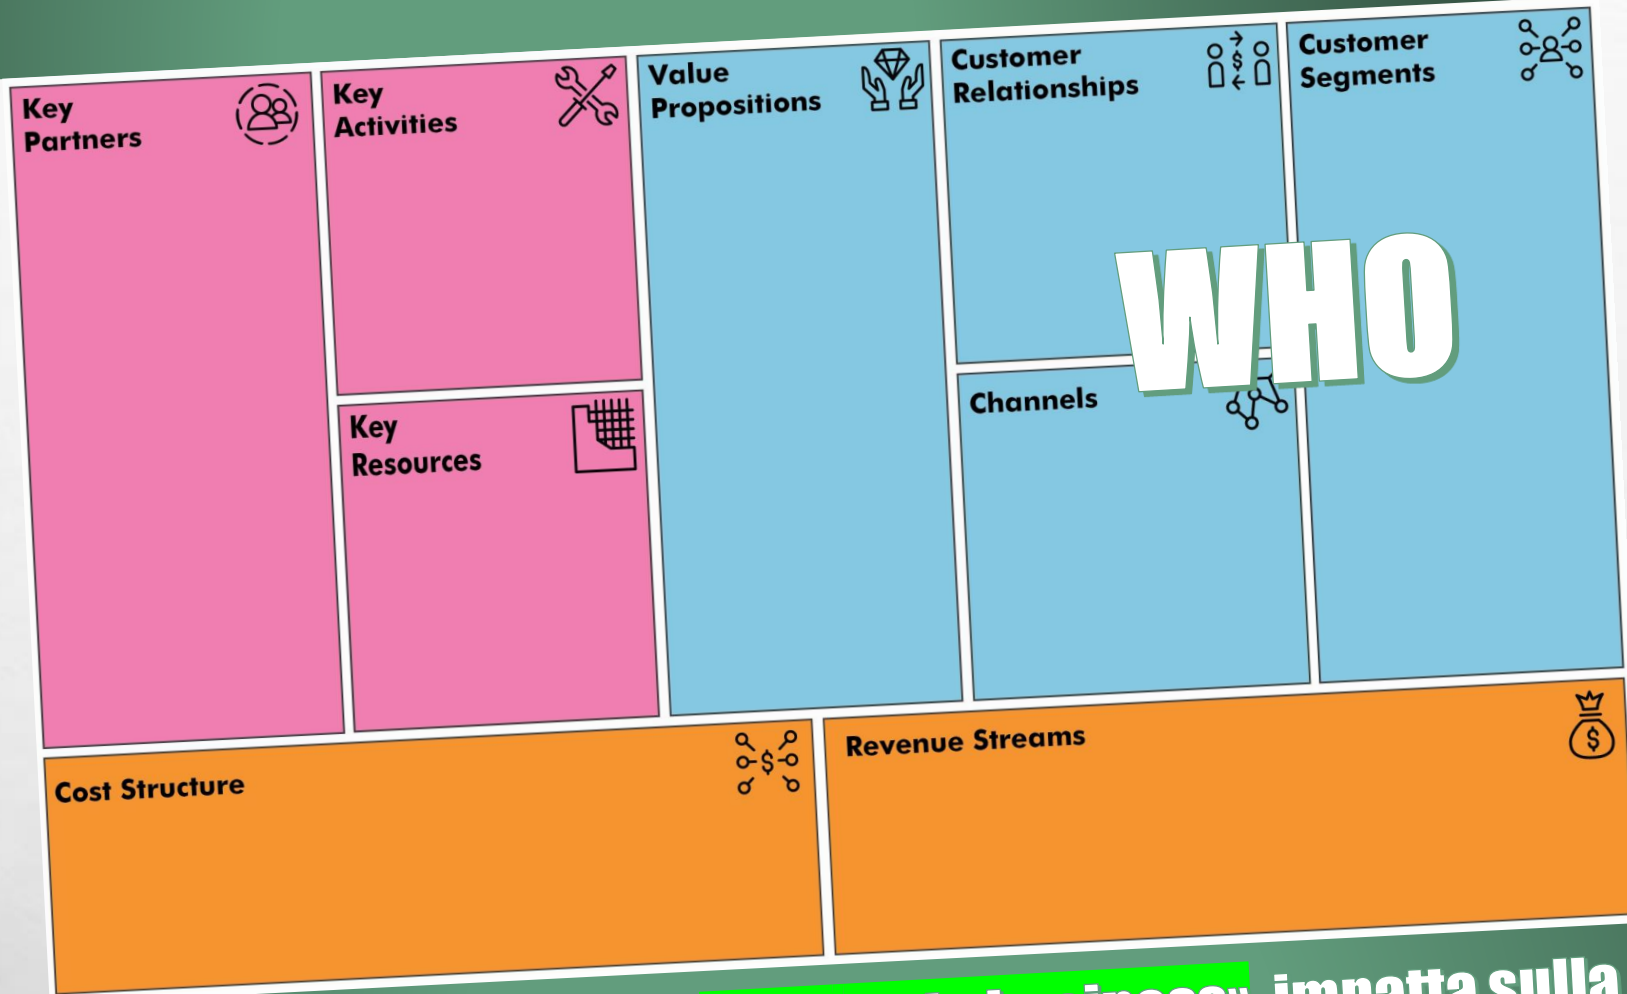 Key
Partners
Key
Activities
Key
Resources
Value
Propositions
Customer
Relationships
Channels
Customer
Segments
WHO
Cost Structure
Revenue Streams
impatta sulla